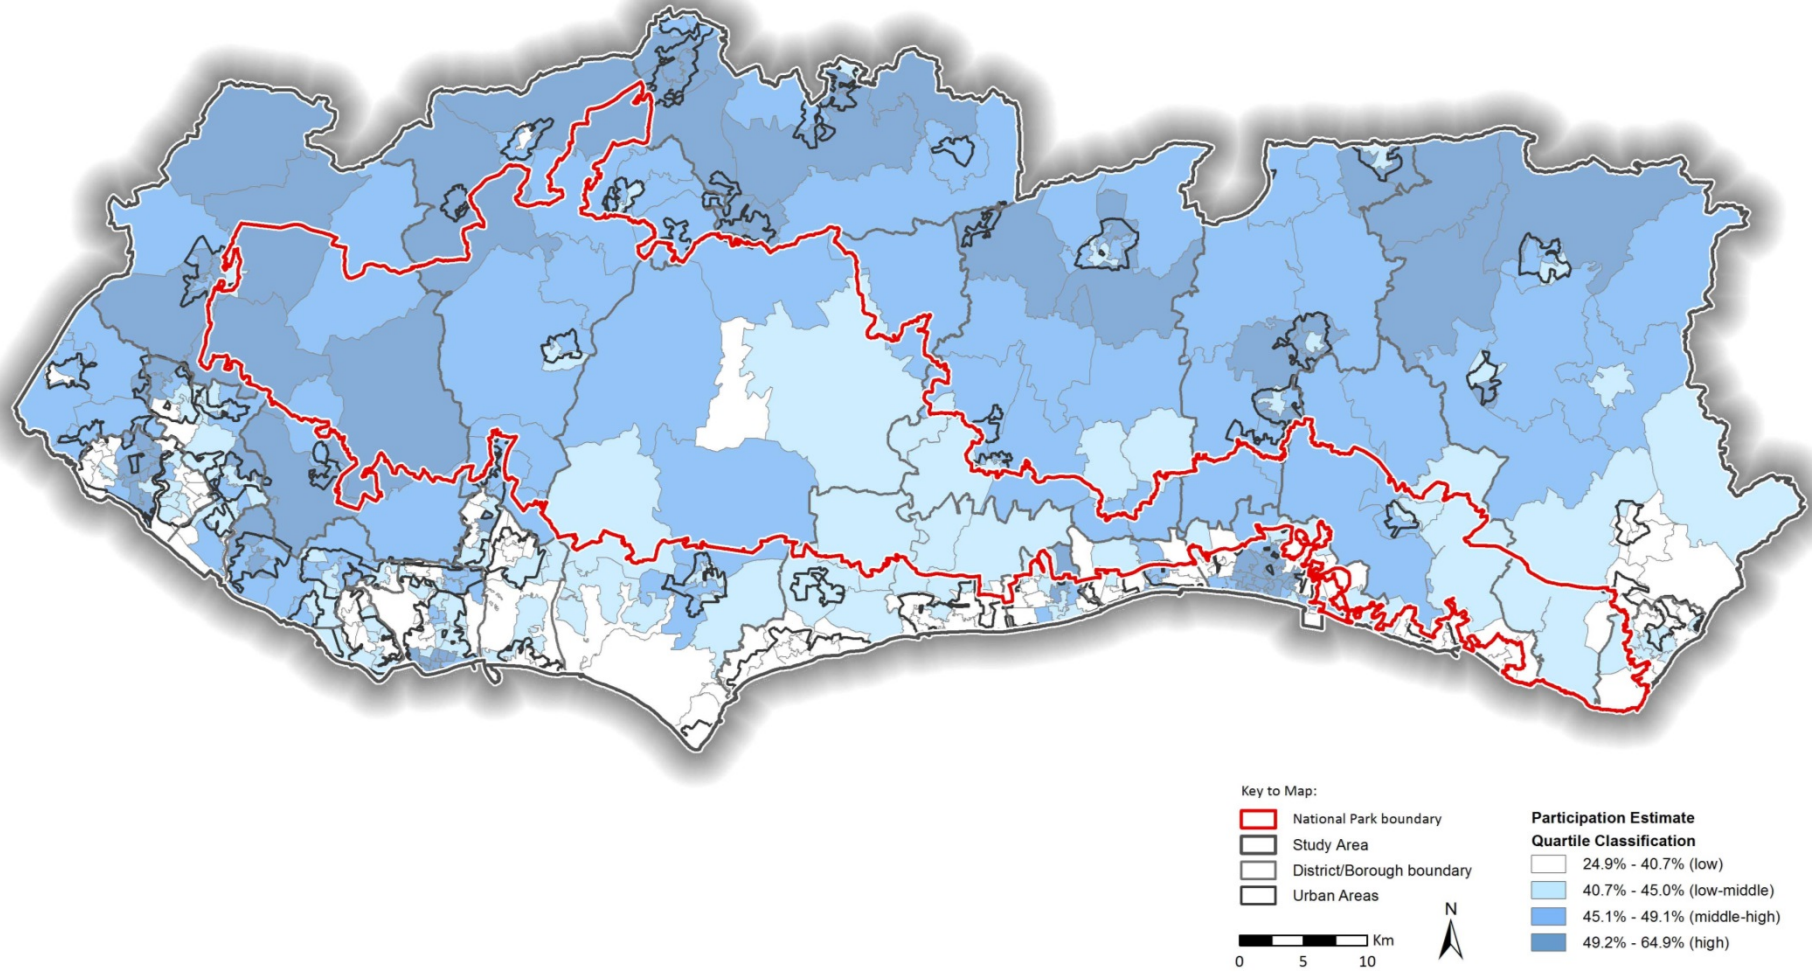 Key to Map:
National Park boundary
Study Area
District/Borough boundary
Urban Areas
N
Km
0 5 10
Participation Estimate
Quartile Classification
24.9% - 40.7% (low)
40.7% - 45.0% (low-middle)
45.1% - 49.1% (middle-high)
49.2% - 64.9% (high)